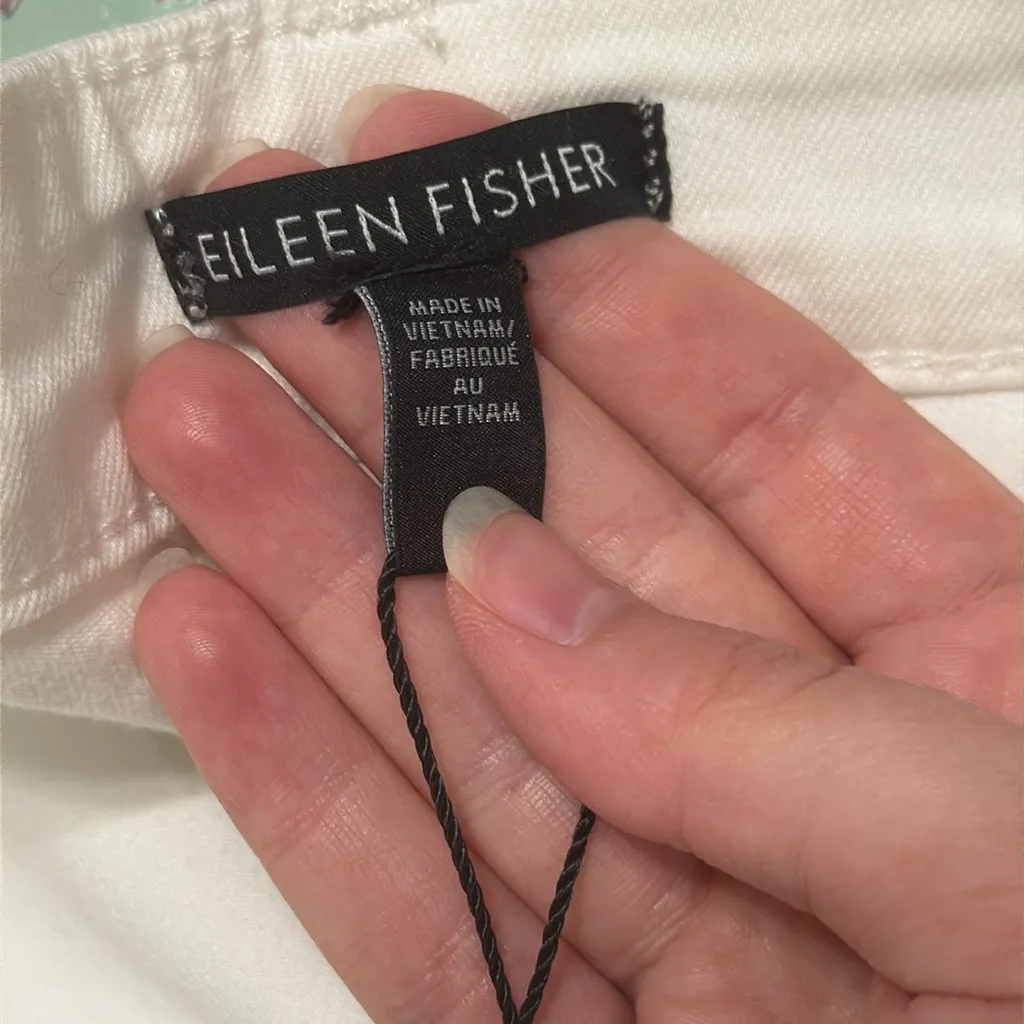 EILEEN FISHER
MADE IN
VIETNAM/
FABRIQUÉ
AU
VIETNAM